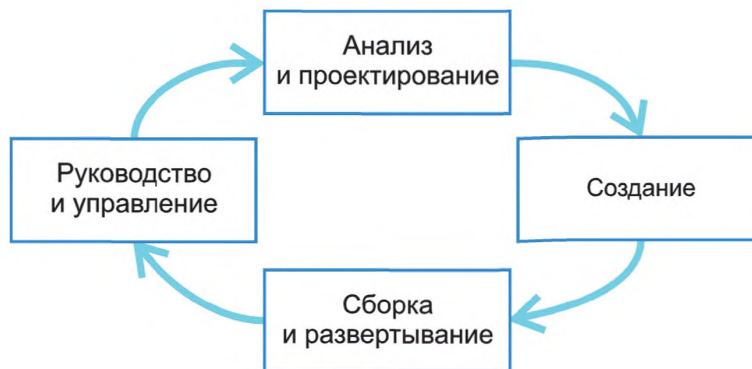 Анализ
и проектирование
Руководство
и управление
Создание
Сборка
и развертывание